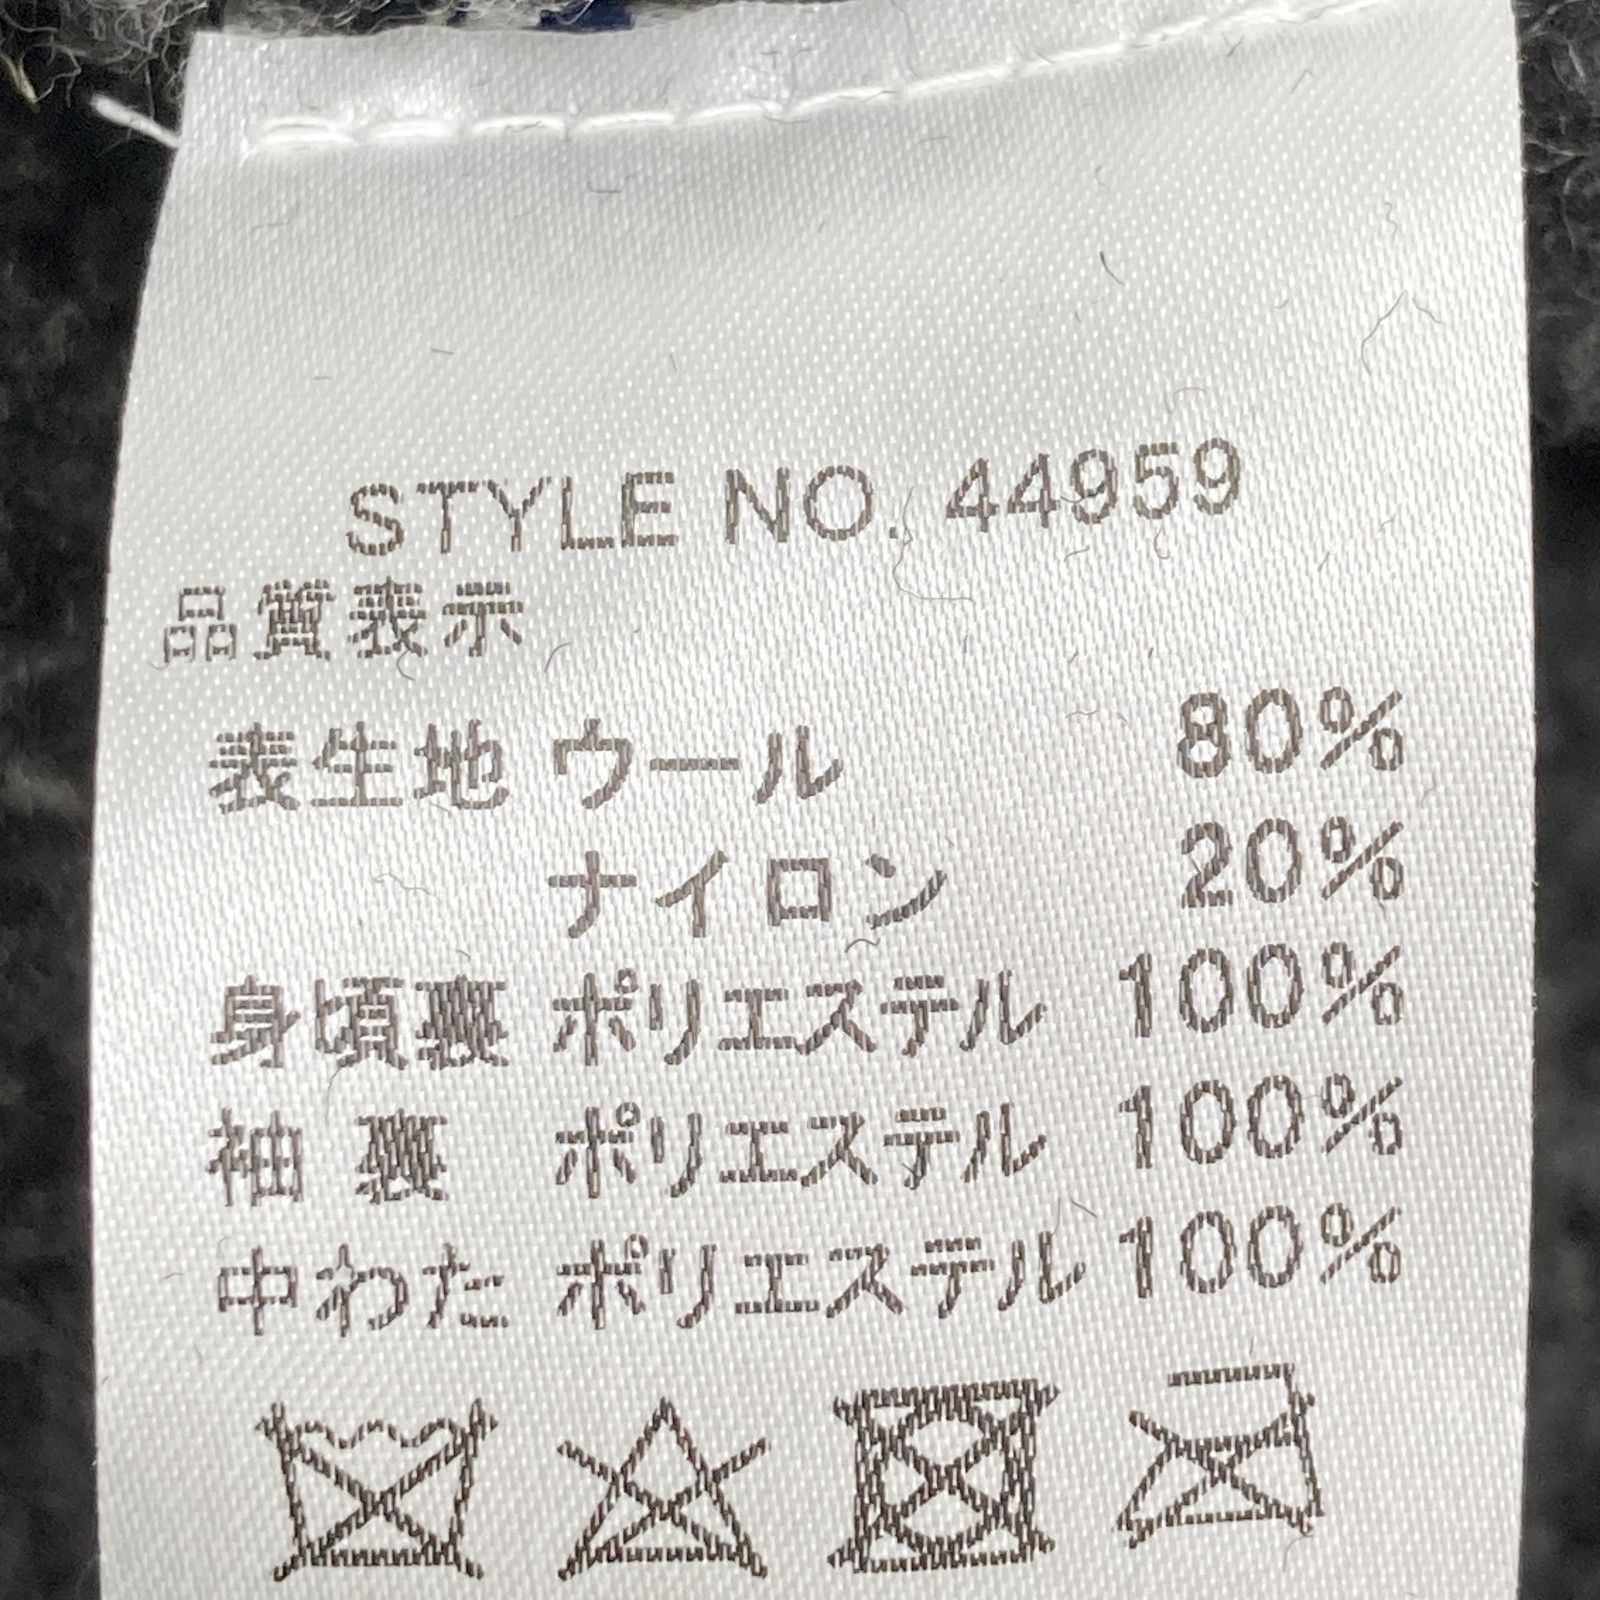 STYLE NO. 44959
品質表示
表生地 ウール 80%
ナイロン 20%
身頃裏 ポリエステル 100%
袖 裏 ポリエステル 100%
中わた ポリエステル 100%